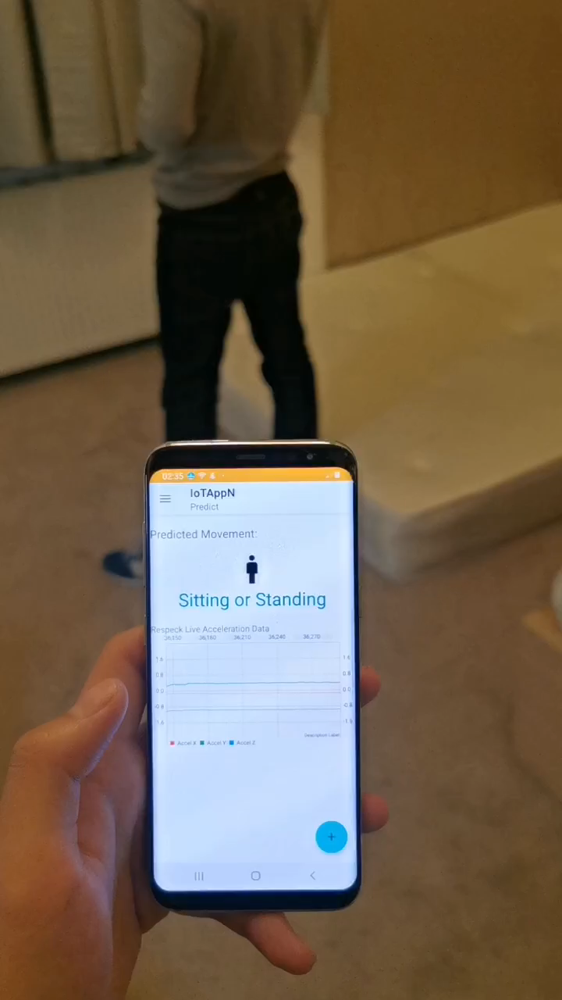 02:35
IoTAppN
Predict
Predicted Movement:
Sitting or Standing
Respeck Live Acceleration Data
36,150 36,180 36,210 36,240 36,270
1.6 1.6
0.8 0.8
0.0 0.0
-0.8 -0.8
-1.6 -1.6
Description Label
Accel X Accel Y Accel Z
+